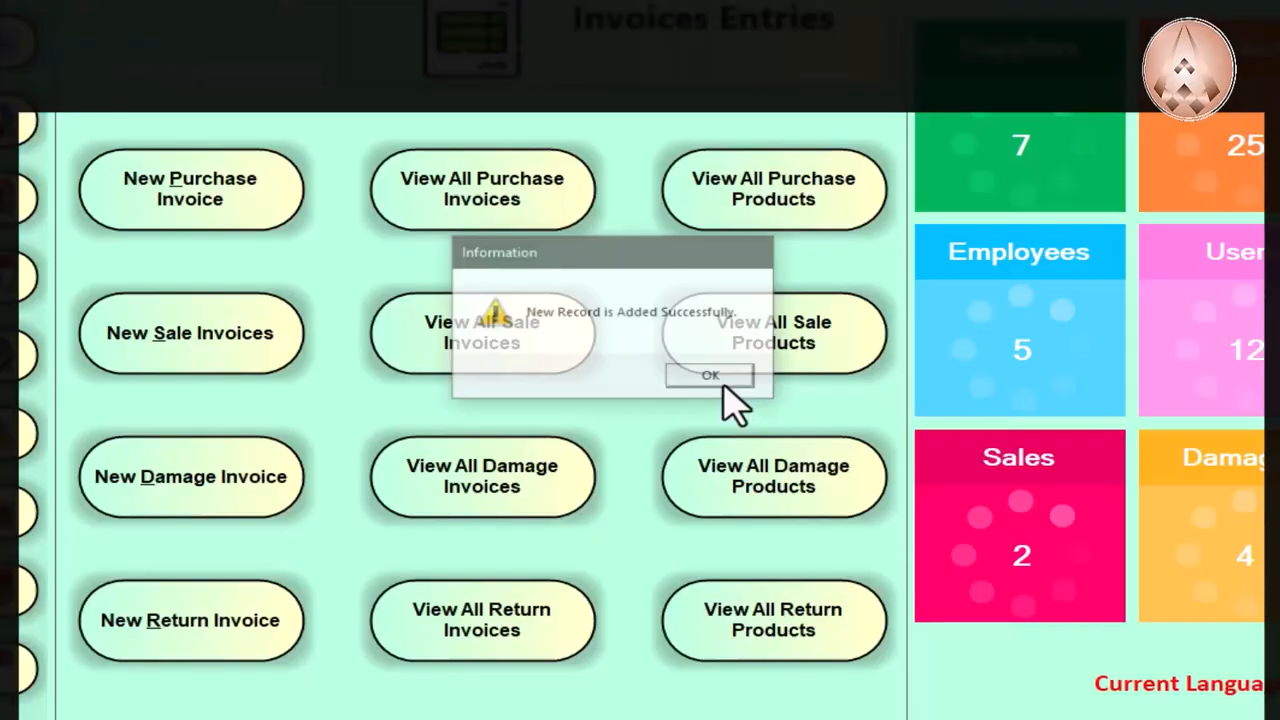 Invoices Entries
Suppliers
7
25
New Purchase
Invoice
View All Purchase
Invoices
View All Purchase
Products
Information
New Record is Added Successfully.
OK
Employees
5
12
New Sale Invoices
View All Sale
Invoices
View All Sale
Products
New Damage Invoice
View All Damage
Invoices
View All Damage
Products
Sales
2
4
New Return Invoice
View All Return
Invoices
View All Return
Products
Current